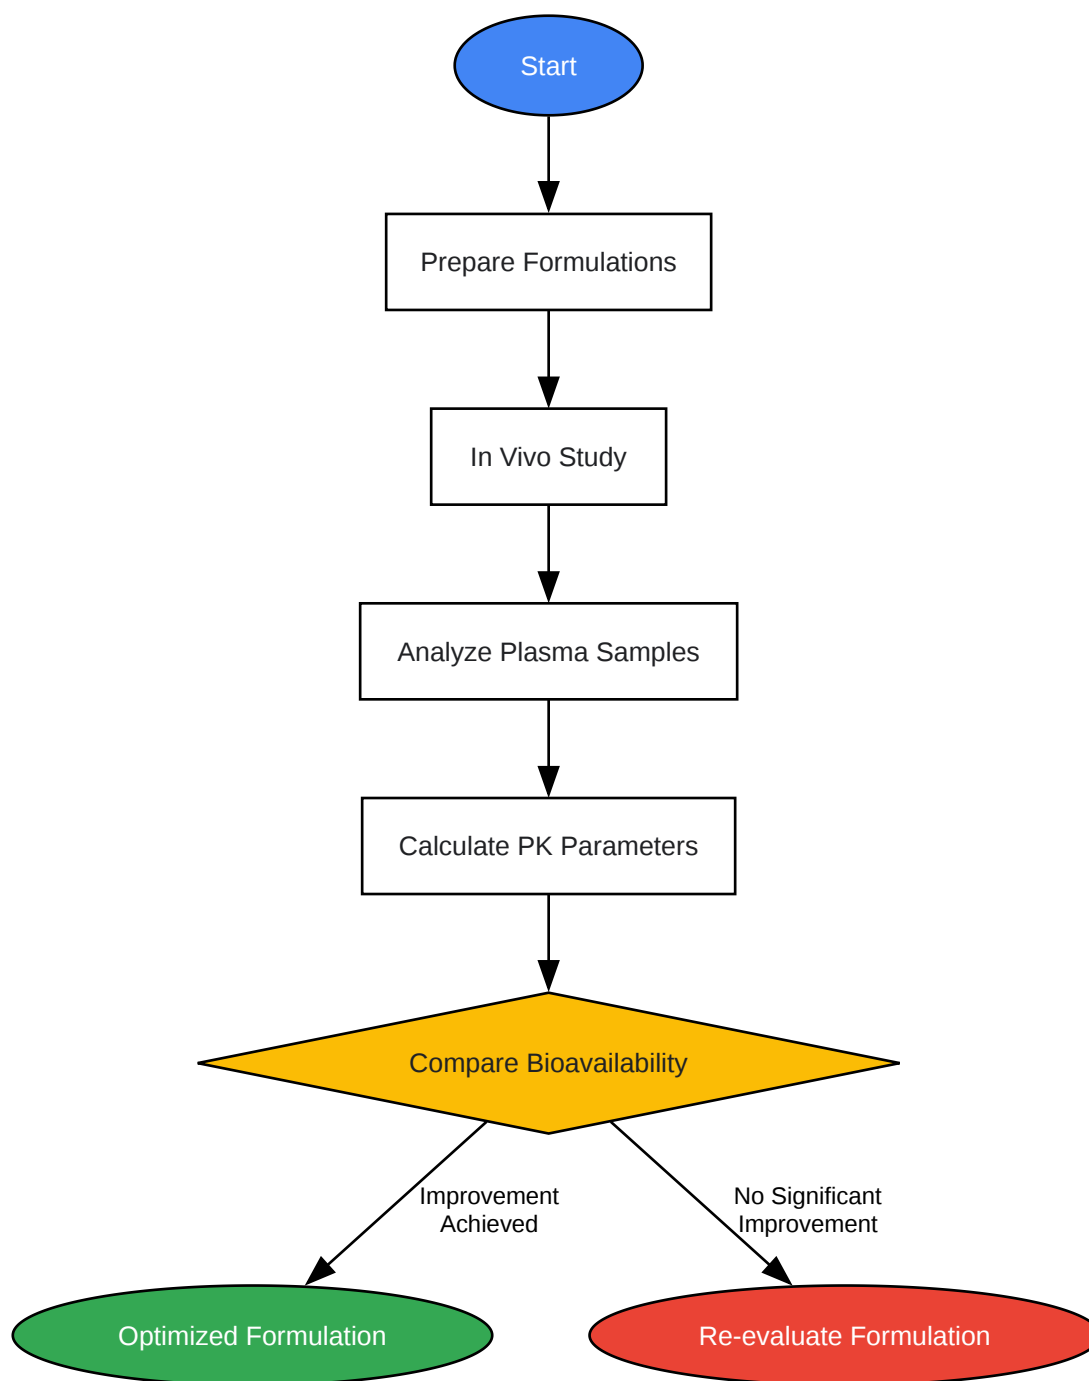 Start
Prepare Formulations
In Vivo Study
Analyze Plasma Samples
Calculate PK Parameters
Compare Bioavailability
Improvement
Achieved
No Significant
Improvement
Optimized Formulation
Re-evaluate Formulation